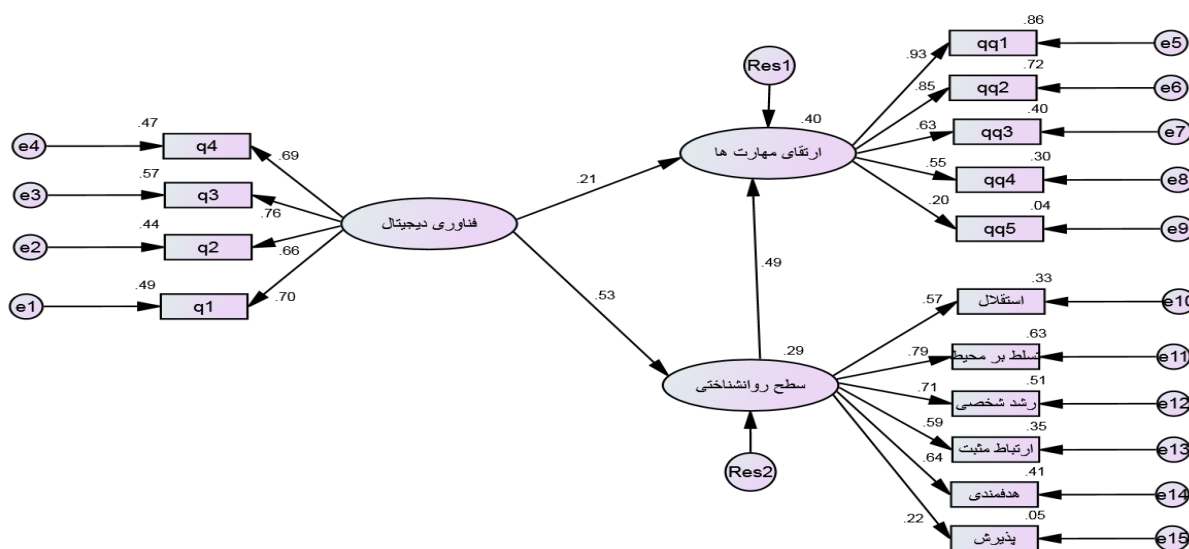 .86
qq1
e5
.93
Res1
.72
qq2
e6
.85
.40
ارتقای مهارت ها
.40
qq3
e7
.63
.47
q4
e4
.69
.30
qq4
e8
.55
.57
q3
e3
.76
.21
.04
qq5
e9
.20
فناوری دیجیتال
.44
q2
e2
.66
.49
q1
e1
.70
.49
.53
.33
استقلال
e10
.57
.29
سطح روانشناختی
.63
تسلط بر محیط
e11
.79
.51
رشد شخصی
e12
.71
.35
ارتباط مثبت
e13
.59
Res2
.41
هدفمندی
e14
.64
.05
پذیرش
e15
.22